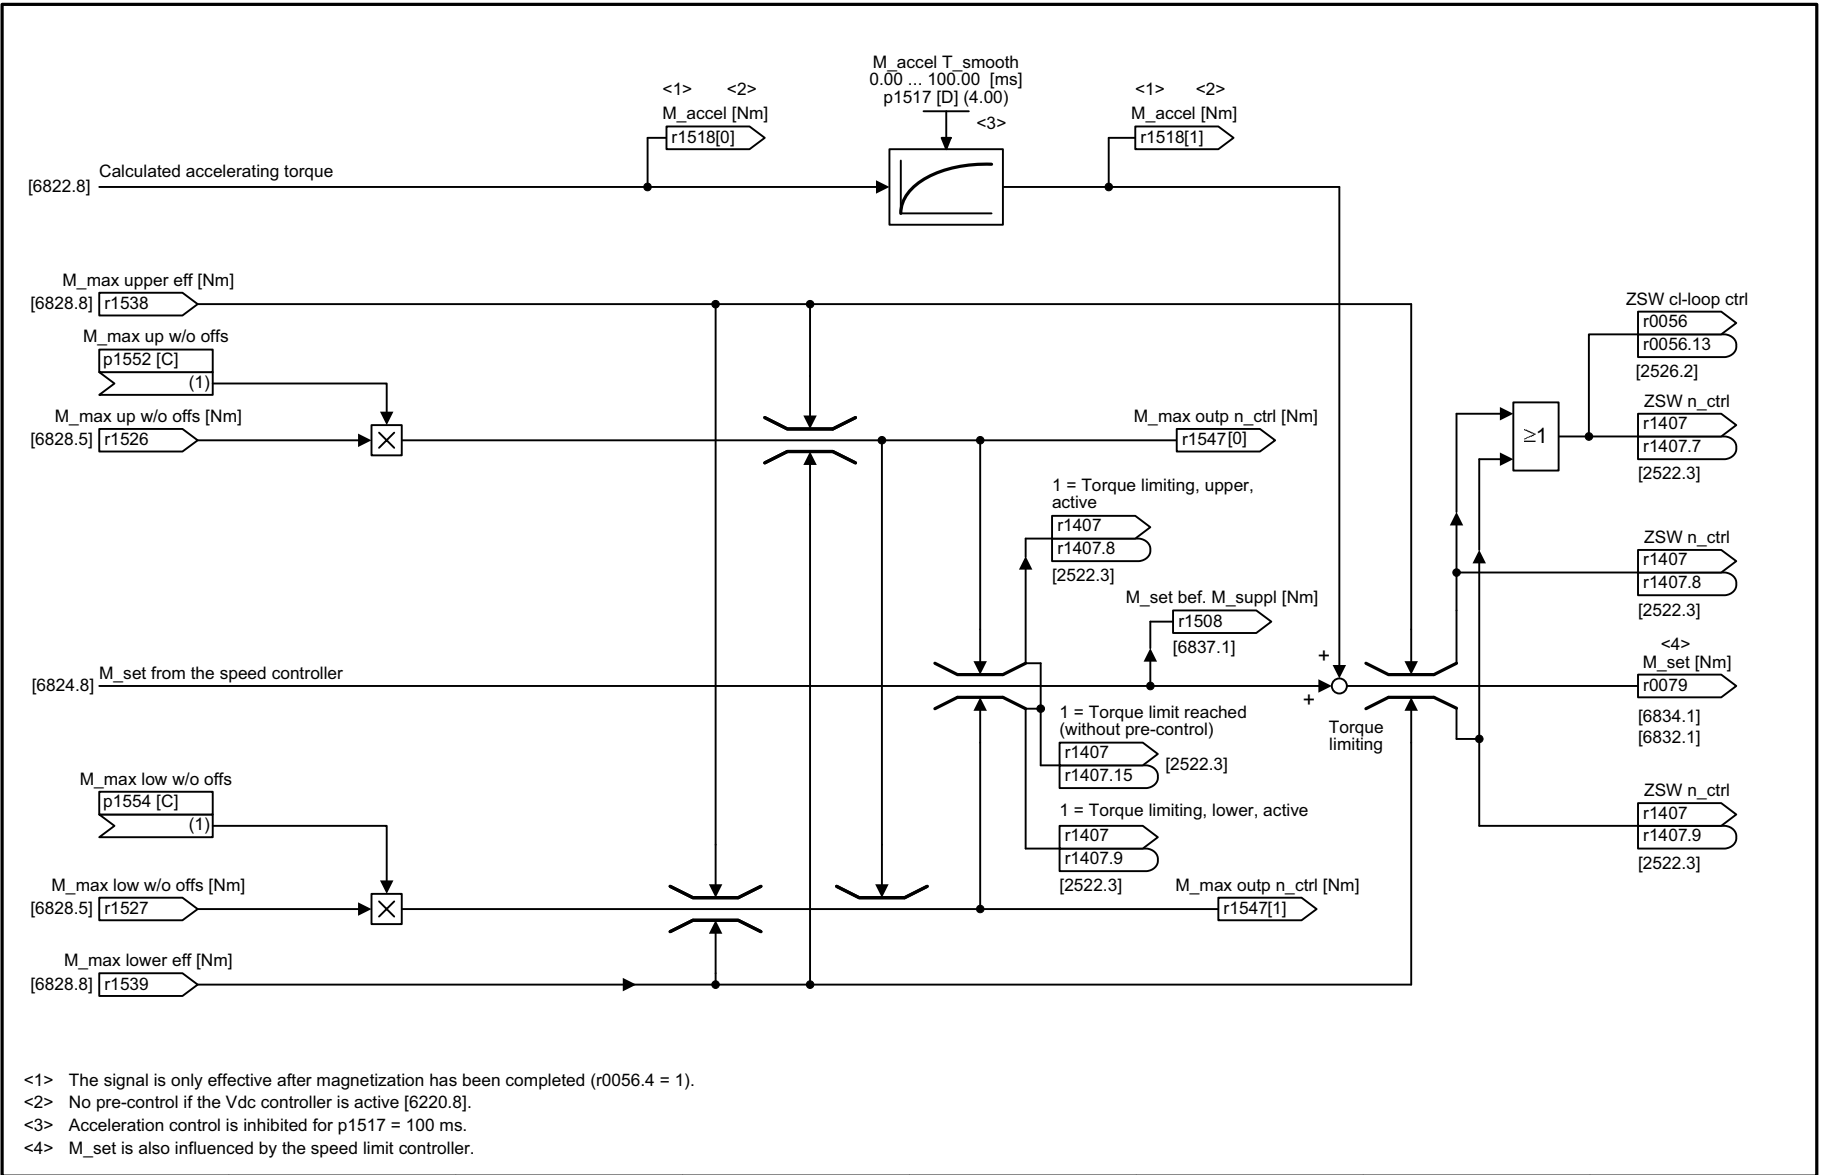 M_accel T_smooth
0.00 ... 100.00 [ms]
p1517 [D] (4.00)
<3>
<1> <2>
M_accel [Nm]
r1518[0]
<1> <2>
M_accel [Nm]
r1518[1]
Calculated accelerating torque
[6822.8]
M_max upper eff [Nm]
[6828.8] r1538
M_max up w/o offs
p1552 [C]
(1)
M_max up w/o offs [Nm]
[6828.5] r1526
M_max outp n_ctrl [Nm]
r1547[0]
ZSW cl-loop ctrl
r0056
r0056.13
[2526.2]
≥1
ZSW n_ctrl
r1407
r1407.7
[2522.3]
1 = Torque limiting, upper,
active
r1407
r1407.8
[2522.3]
ZSW n_ctrl
r1407
r1407.8
[2522.3]
M_set bef. M_suppl [Nm]
r1508
[6837.1]
M_set from the speed controller
[6824.8]
+
+
Torque
limiting
<4>
M_set [Nm]
r0079
[6834.1]
[6832.1]
1 = Torque limit reached
(without pre-control)
r1407
r1407.15
[2522.3]
1 = Torque limiting, lower, active
r1407
r1407.9
[2522.3]
ZSW n_ctrl
r1407
r1407.9
[2522.3]
M_max low w/o offs
p1554 [C]
(1)
M_max low w/o offs [Nm]
[6828.5] r1527
M_max outp n_ctrl [Nm]
r1547[1]
M_max lower eff [Nm]
[6828.8] r1539
<1> The signal is only effective after magnetization has been completed (r0056.4 = 1).
<2> No pre-control if the Vdc controller is active [6220.8].
<3> Acceleration control is inhibited for p1517 = 100 ms.
<4> M_set is also influenced by the speed limit controller.